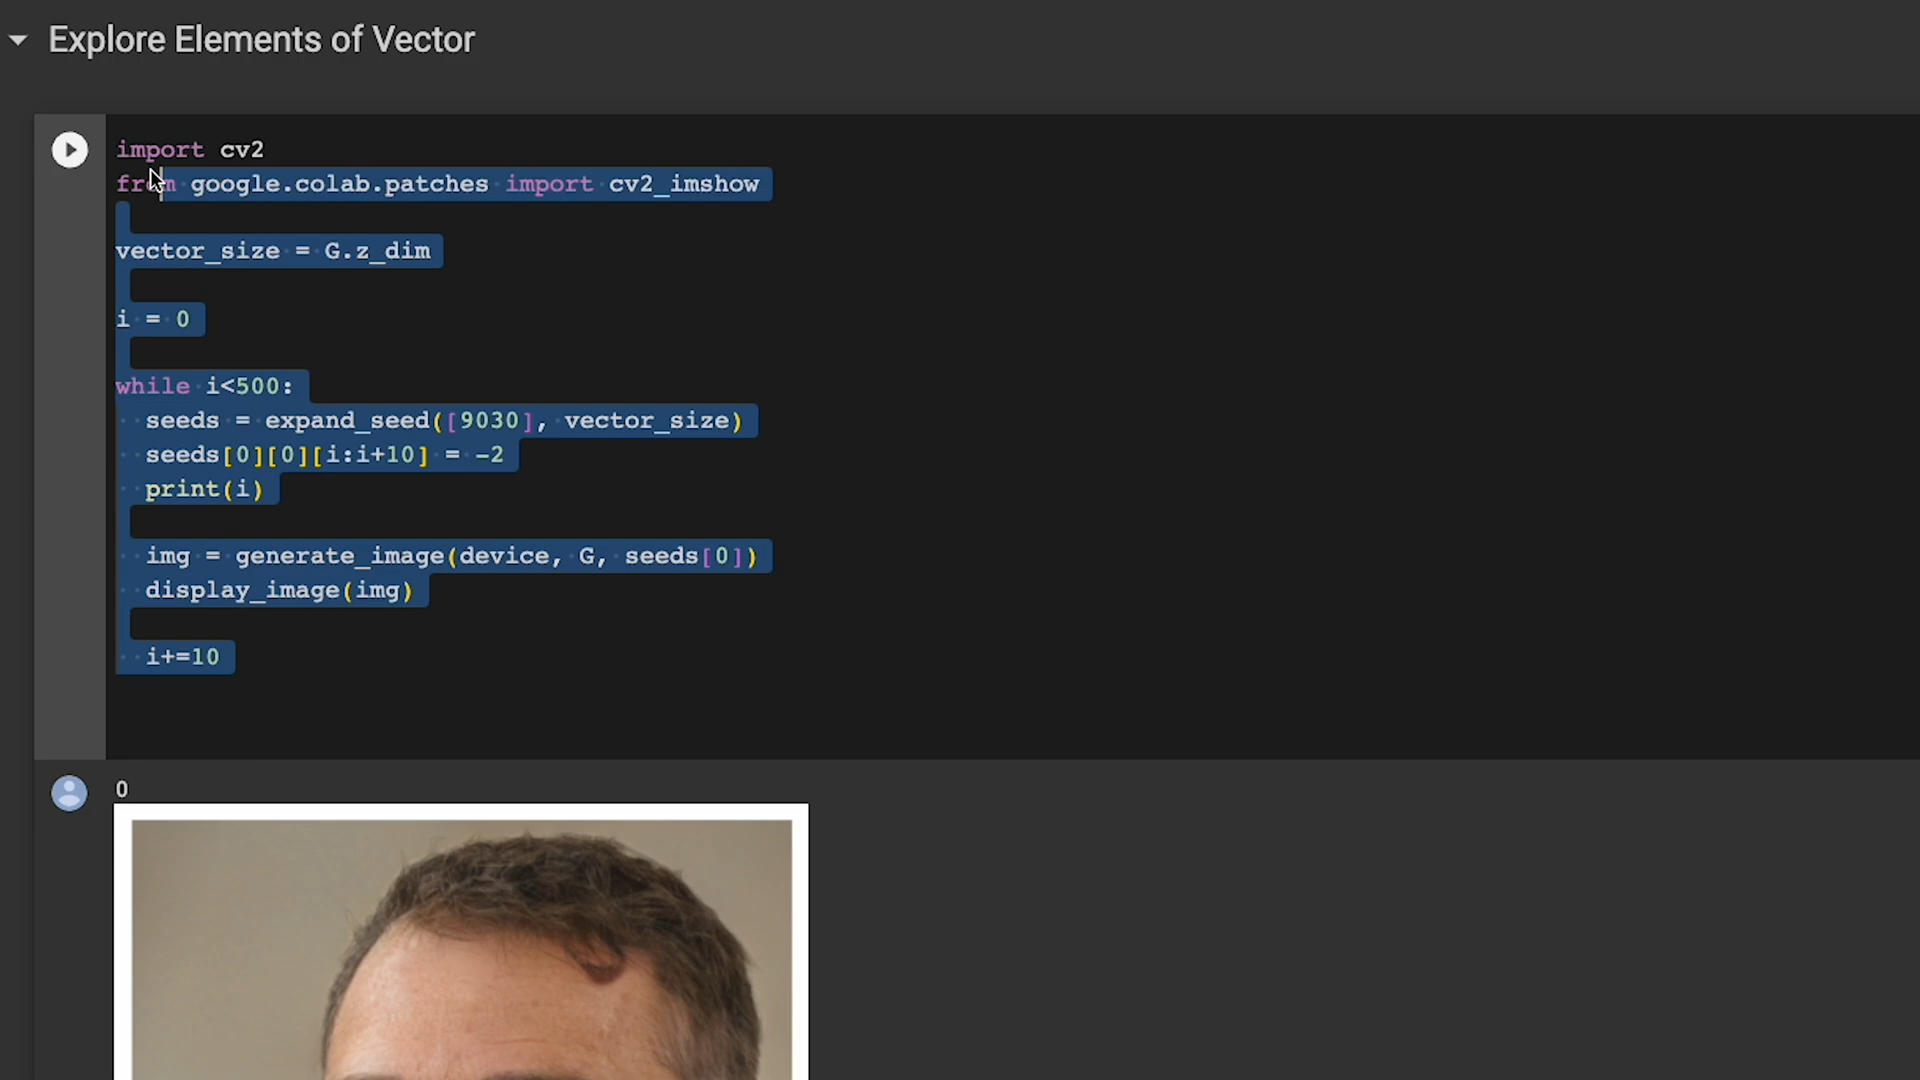 Explore Elements of Vector
import cv2
from google.colab.patches import cv2_imshow
vector_size = G.z_dim
i = 0
while i<500:
seeds = expand_seed([9030], vector_size)
seeds[0][0][i:i+10] = -2
print(i)
img = generate_image(device, G, seeds[0])
display_image(img)
i+=10
0